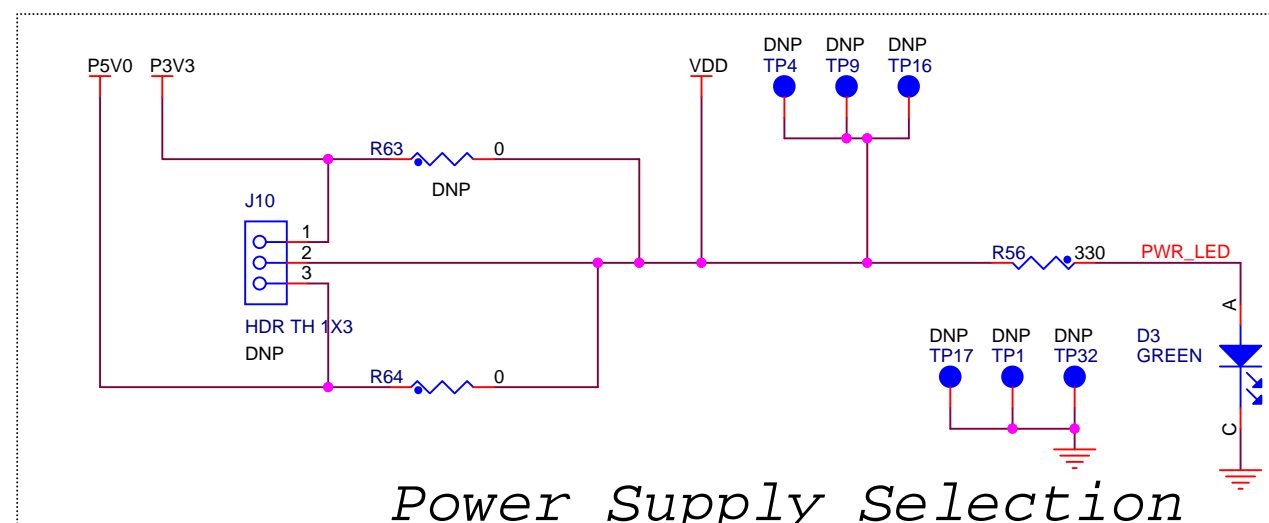 P5V0 P3V3
VDD
DNP DNP DNP
TP4 TP9 TP16
R63 0
DNP
J10
1
2
3
HDR TH 1X3
DNP
R64 0
R56 330 PWR_LED
A
DNP DNP DNP
TP17 TP1 TP32
D3
GREEN
C
Power Supply Selection